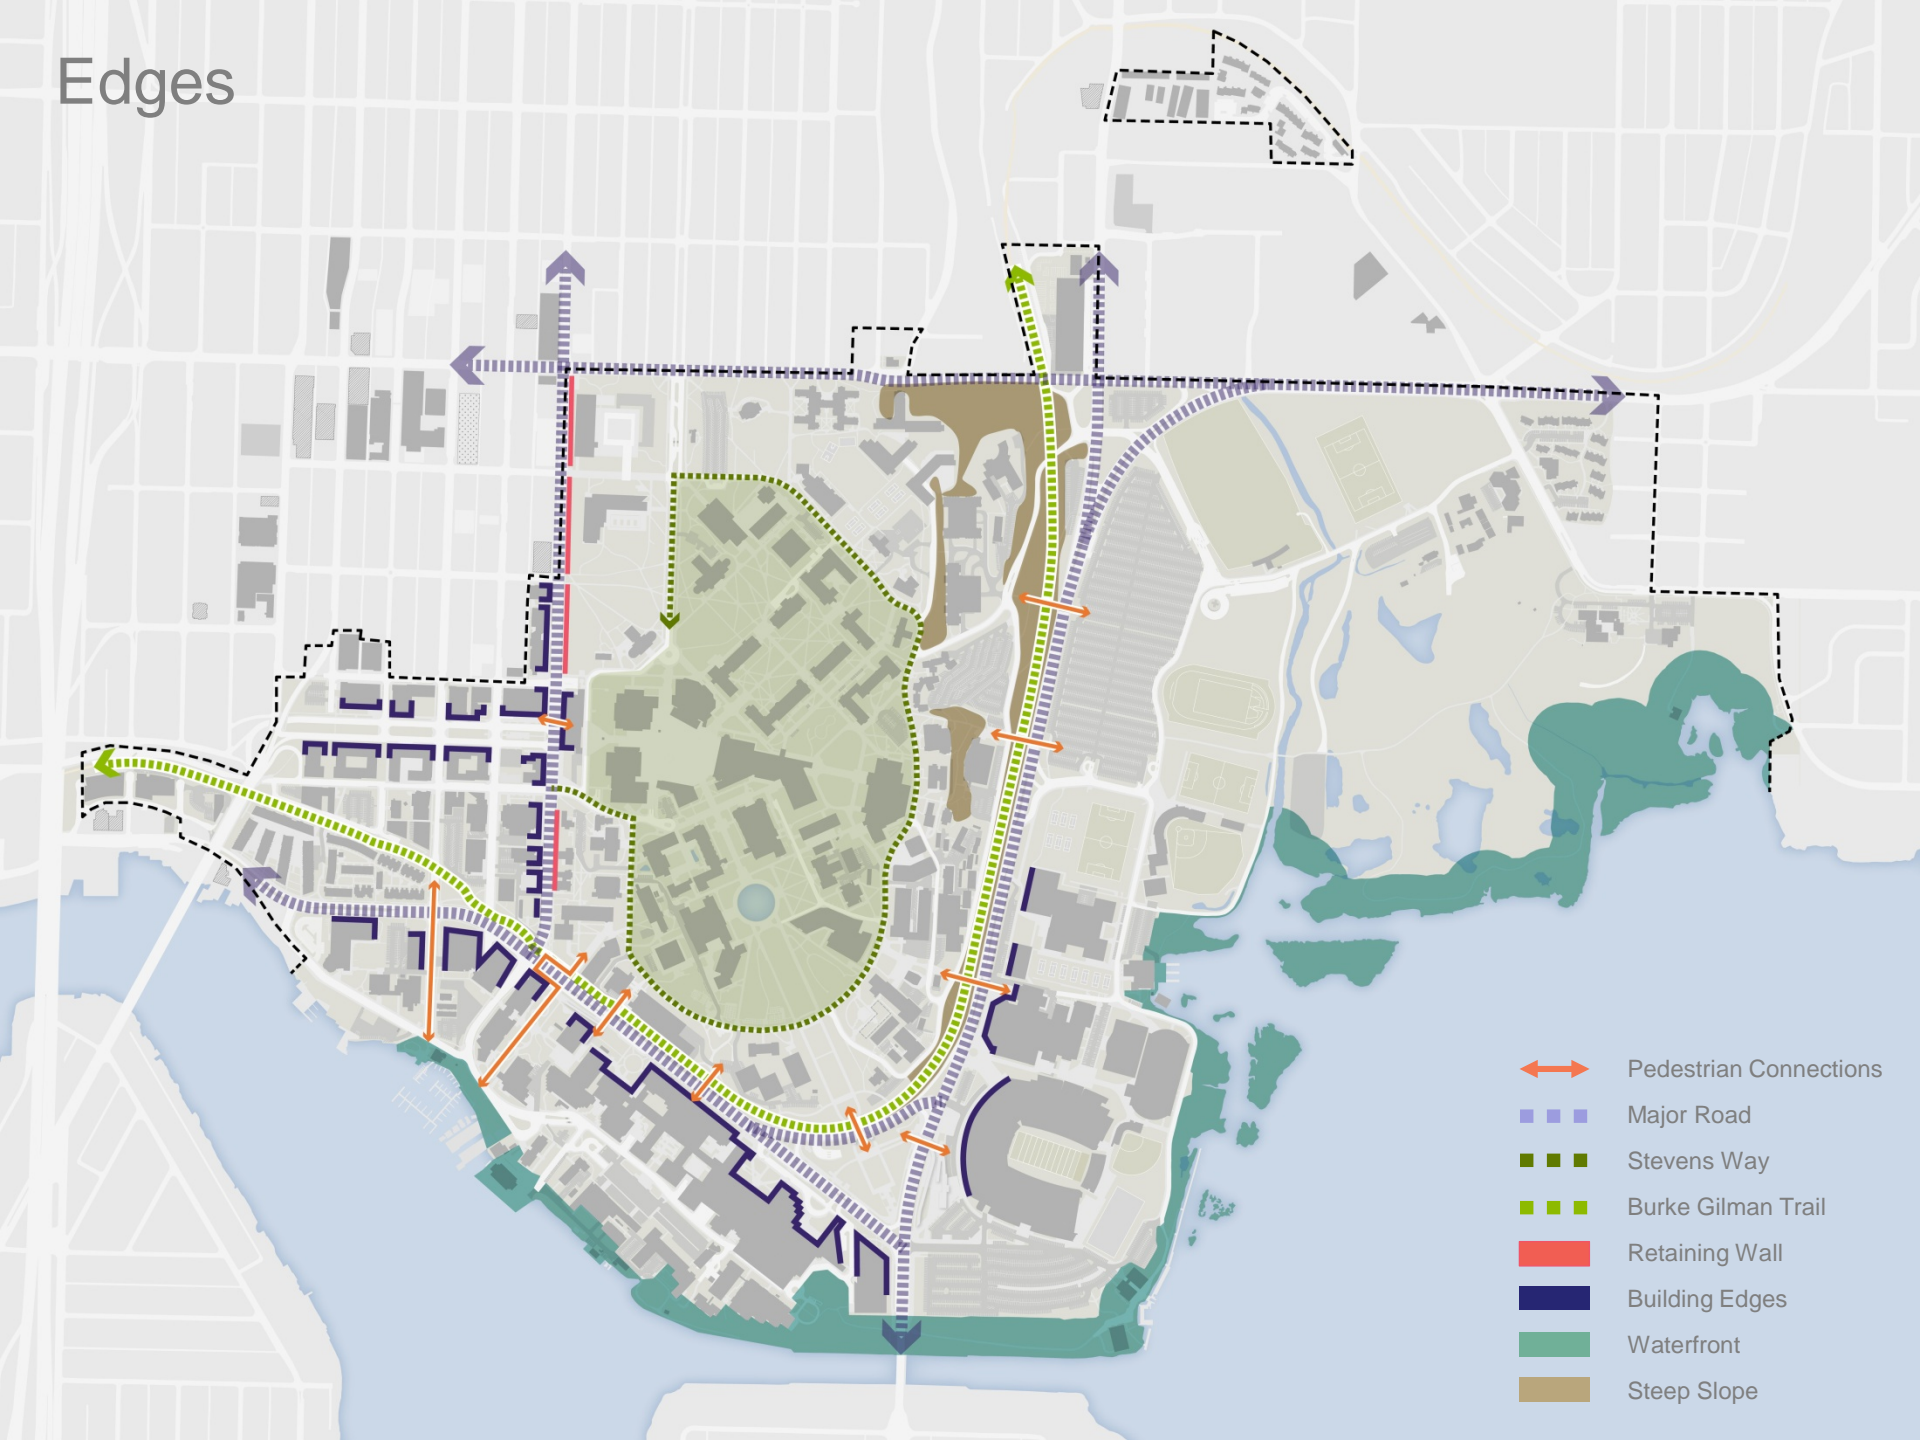 Edges
Pedestrian Connections
Major Road
Stevens Way
Burke Gilman Trail
Retaining Wall
Building Edges
Waterfront
Steep Slope